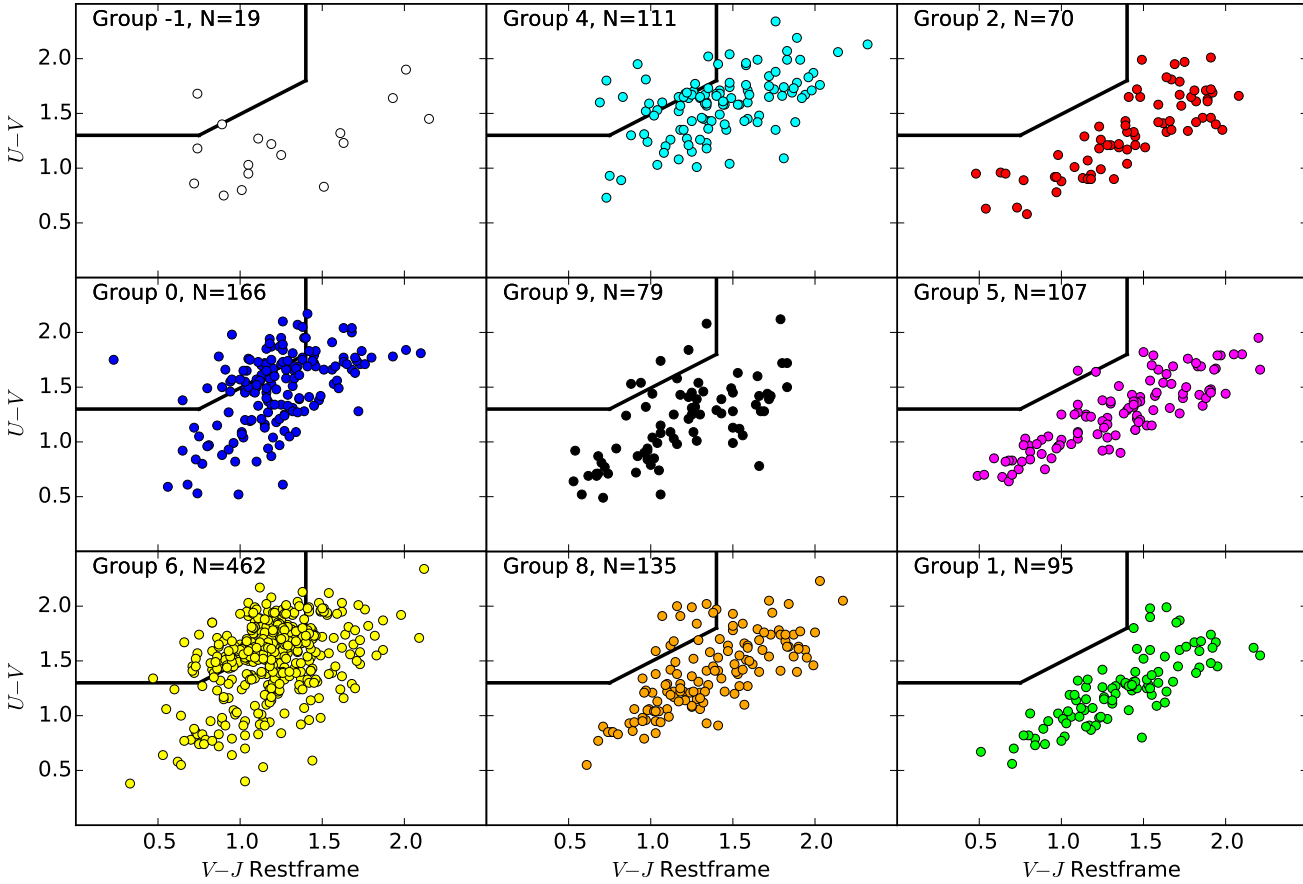 Group -1, N=19
Group 4, N=111
Group 2, N=70
2.0
1.5
1.0
0.5
U−V
Group 0, N=166
Group 9, N=79
Group 5, N=107
2.0
1.5
1.0
0.5
U−V
Group 6, N=462
Group 8, N=135
Group 1, N=95
2.0
1.5
1.0
0.5
U−V
0.5 1.0 1.5 2.0
0.5 1.0 1.5 2.0
0.5 1.0 1.5 2.0
V−J Restframe
V−J Restframe
V−J Restframe